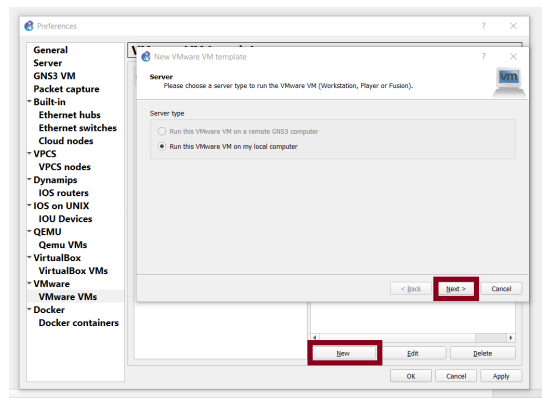 Preferences
General
Server
GNS3 VM
Packet capture
Built-in
Ethernet hubs
Ethernet switches
Cloud nodes
VPCS
VPCS nodes
Dynamips
IOS routers
IOS on UNIX
IOU Devices
QEMU
Qemu VMs
VirtualBox
VirtualBox VMs
VMware
VMware VMs
Docker
Docker containers
New VMware VM template
Server
Please choose a server type to run the VMware VM (Workstation, Player or Fusion).
vm
Server type
Run this VMware VM on a remote GNS3 computer
Run this VMware VM on my local computer
< Back Next > Cancel
New Edit Delete
OK Cancel Apply